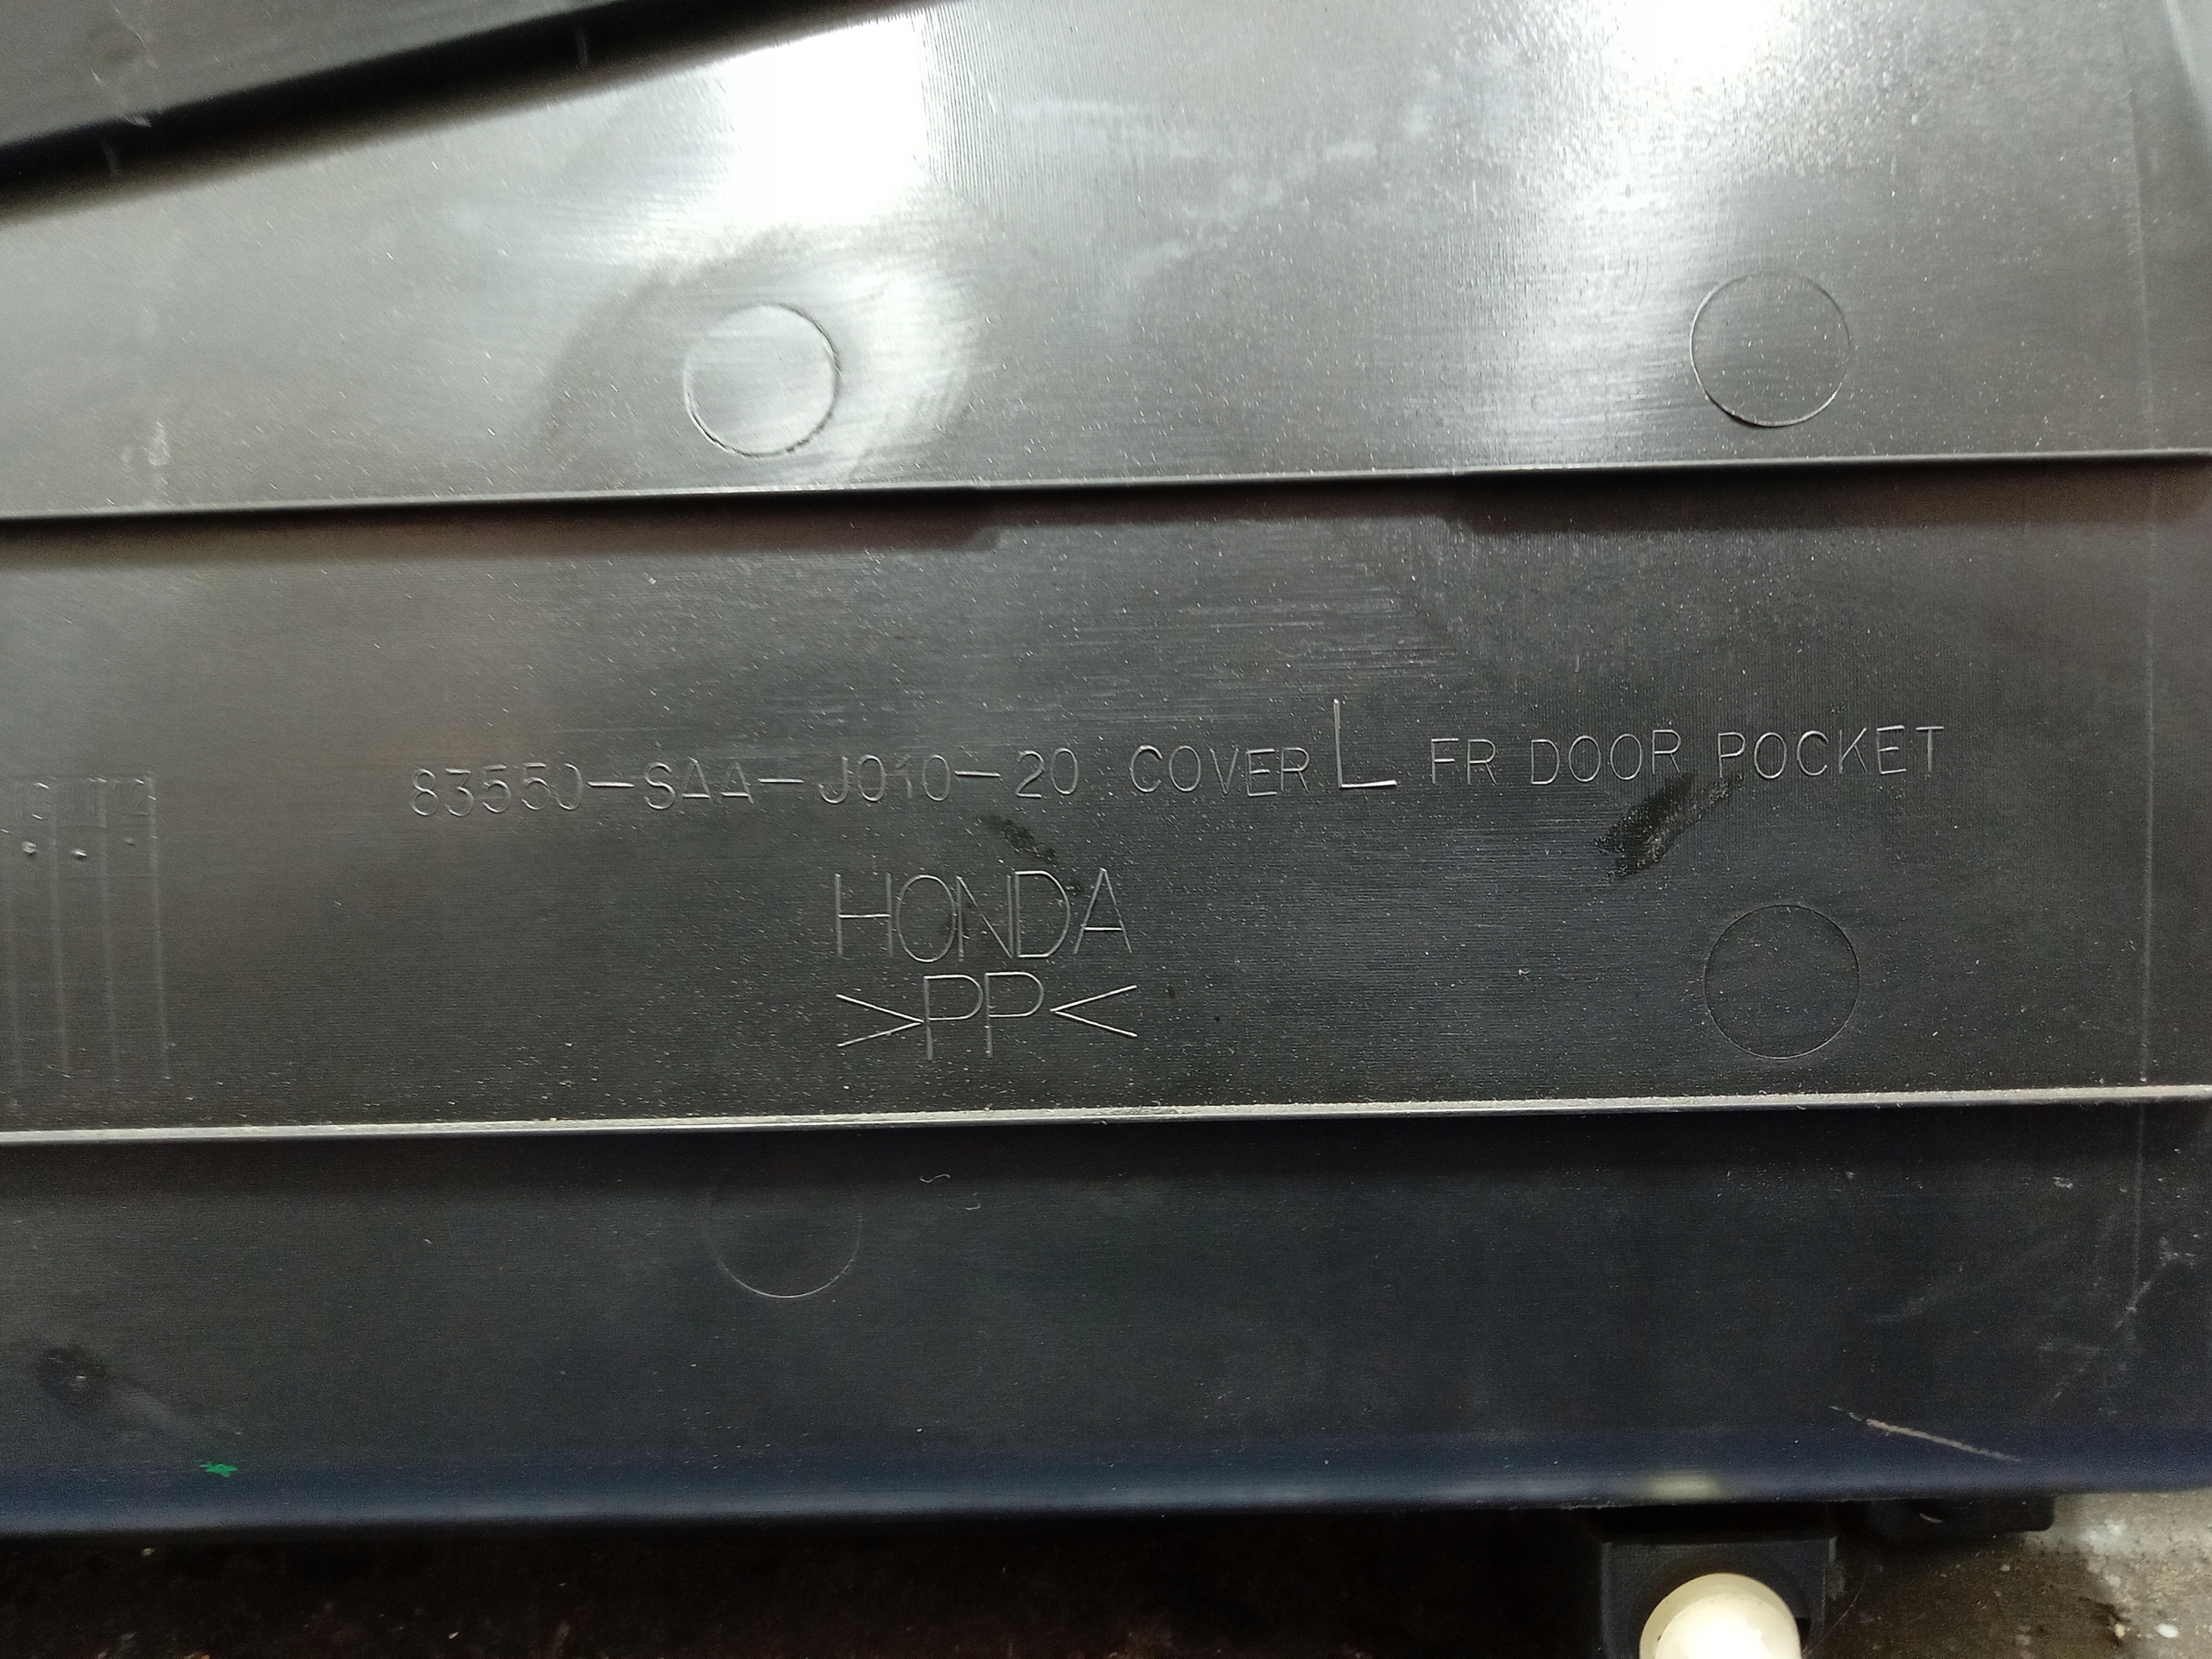 83550-SAA-J010-20 COVER L FR DOOR POCKET
HONDA
>PP<